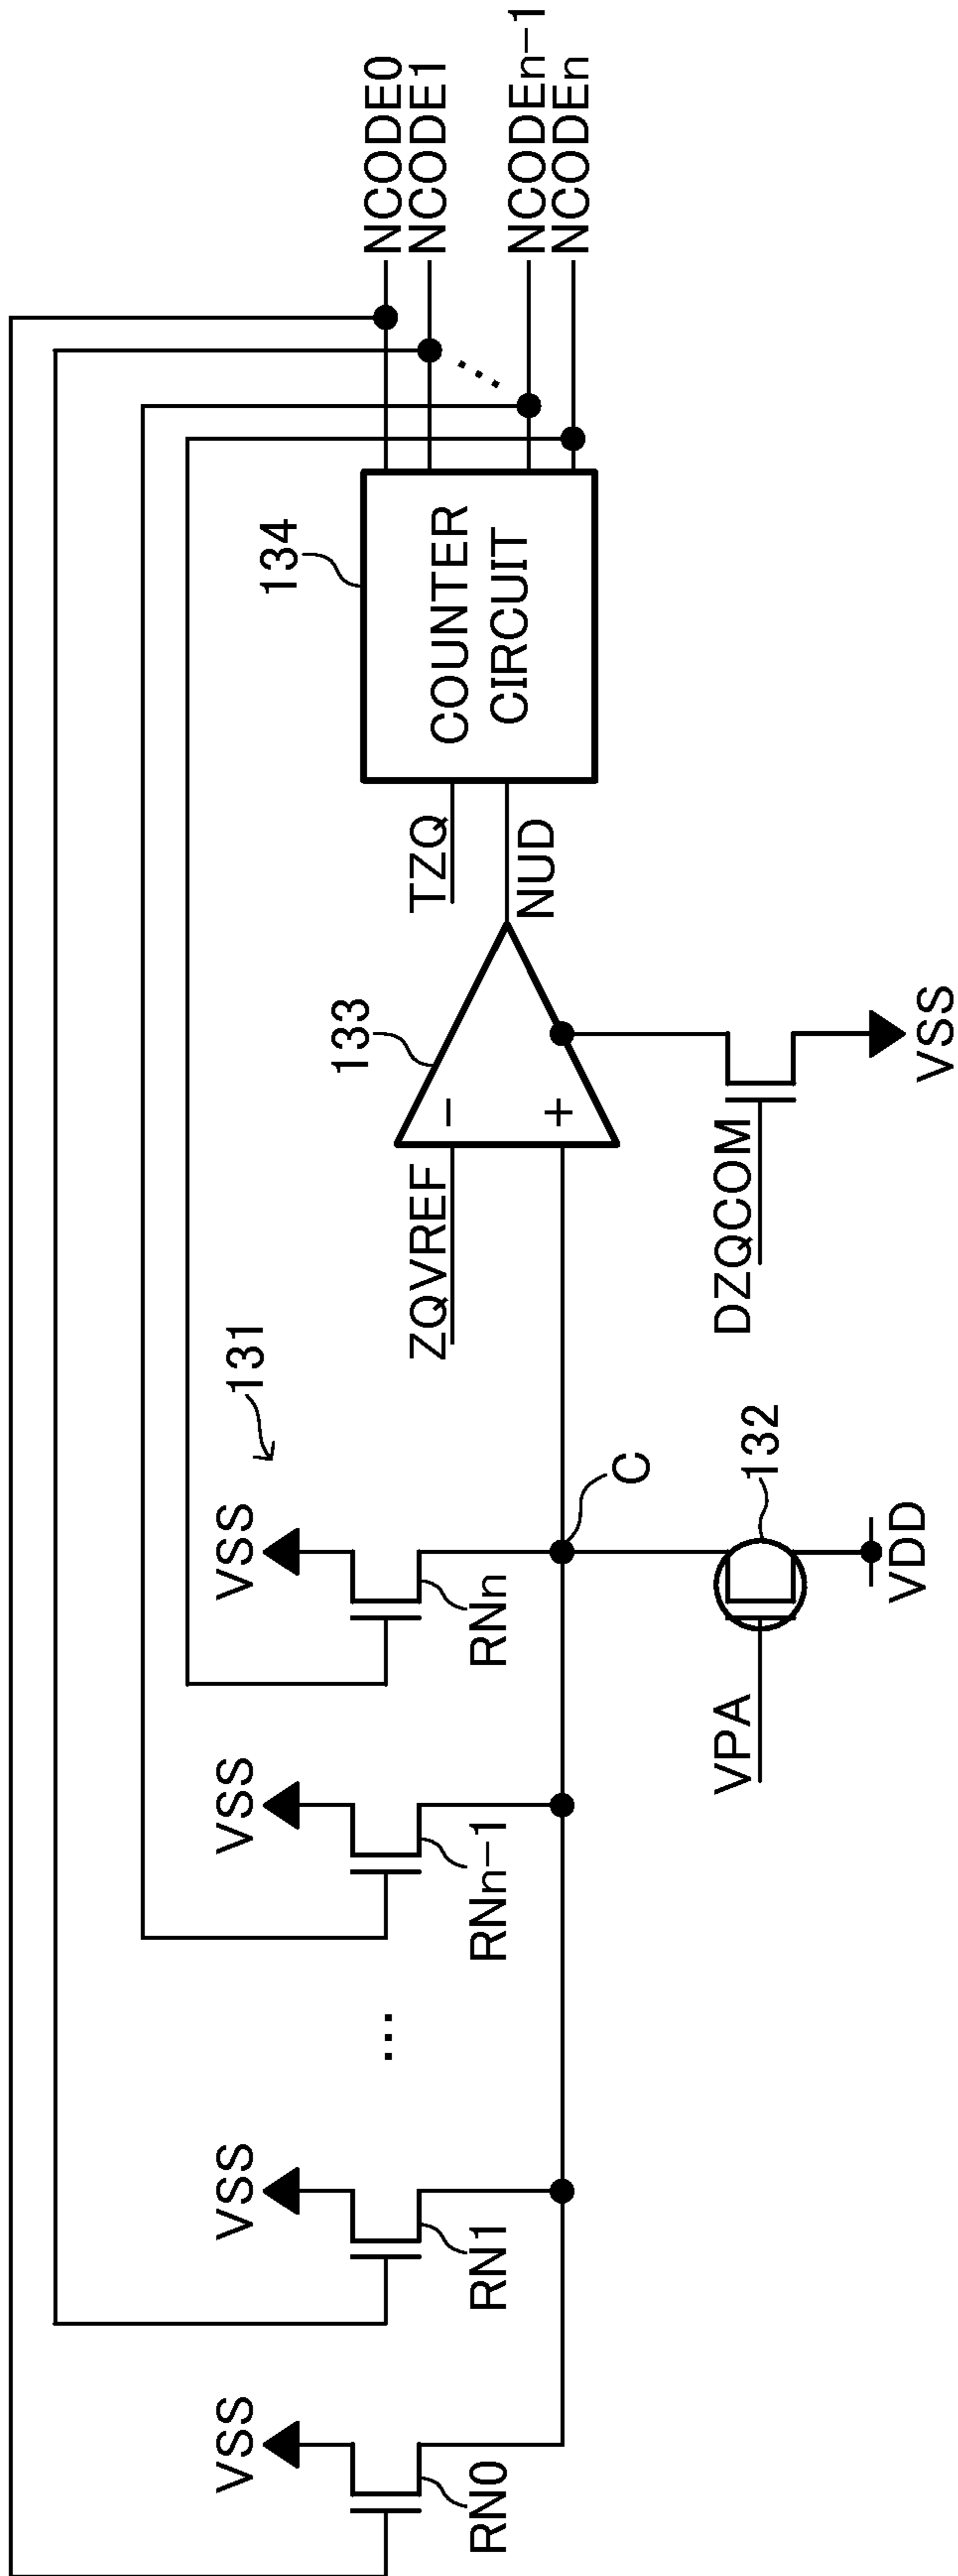 NCODE0
NCODE1
NCODEn-1
NCODEn
134
COUNTER
CIRCUIT
TZQ
NUD
133
-
+
ZQVREF
DZQCOM
VSS
131
C
132
VDD
VPA
VSS
RNn
VSS
RNn-1
...
VSS
RN1
VSS
RN0